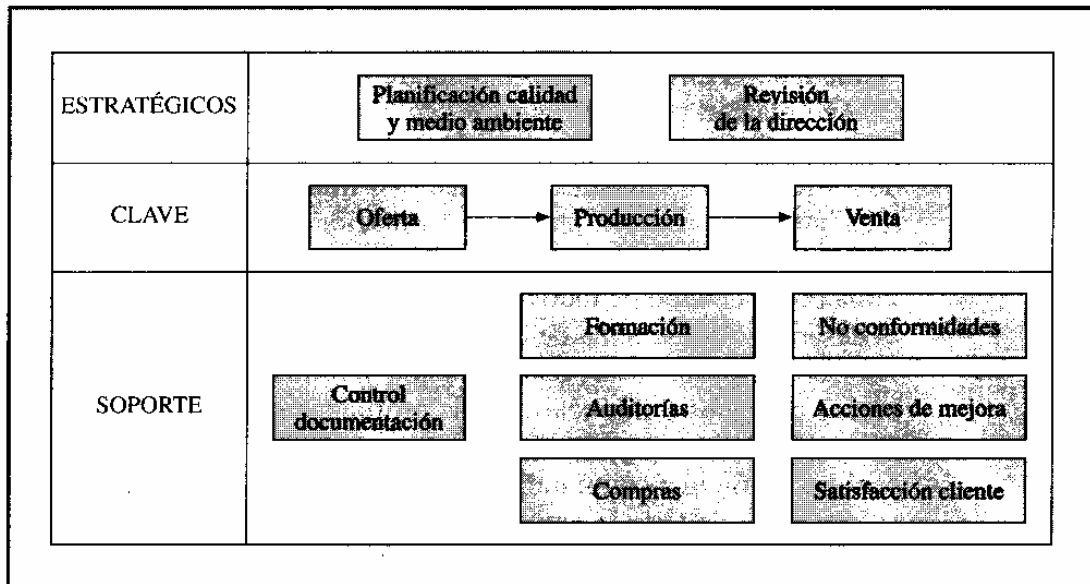 ESTRATÉGICOS
Planificación calidad
y medio ambiente
Revisión
de la dirección
CLAVE
Oferta
Producción
Venta
SOPORTE
Control
documentación
Formación
Auditorías
Compras
No conformidades
Acciones de mejora
Satisfacción cliente